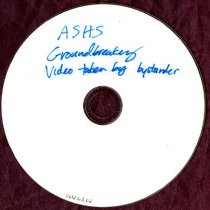 ASHS
Groundbreaking
Video taken by bystander